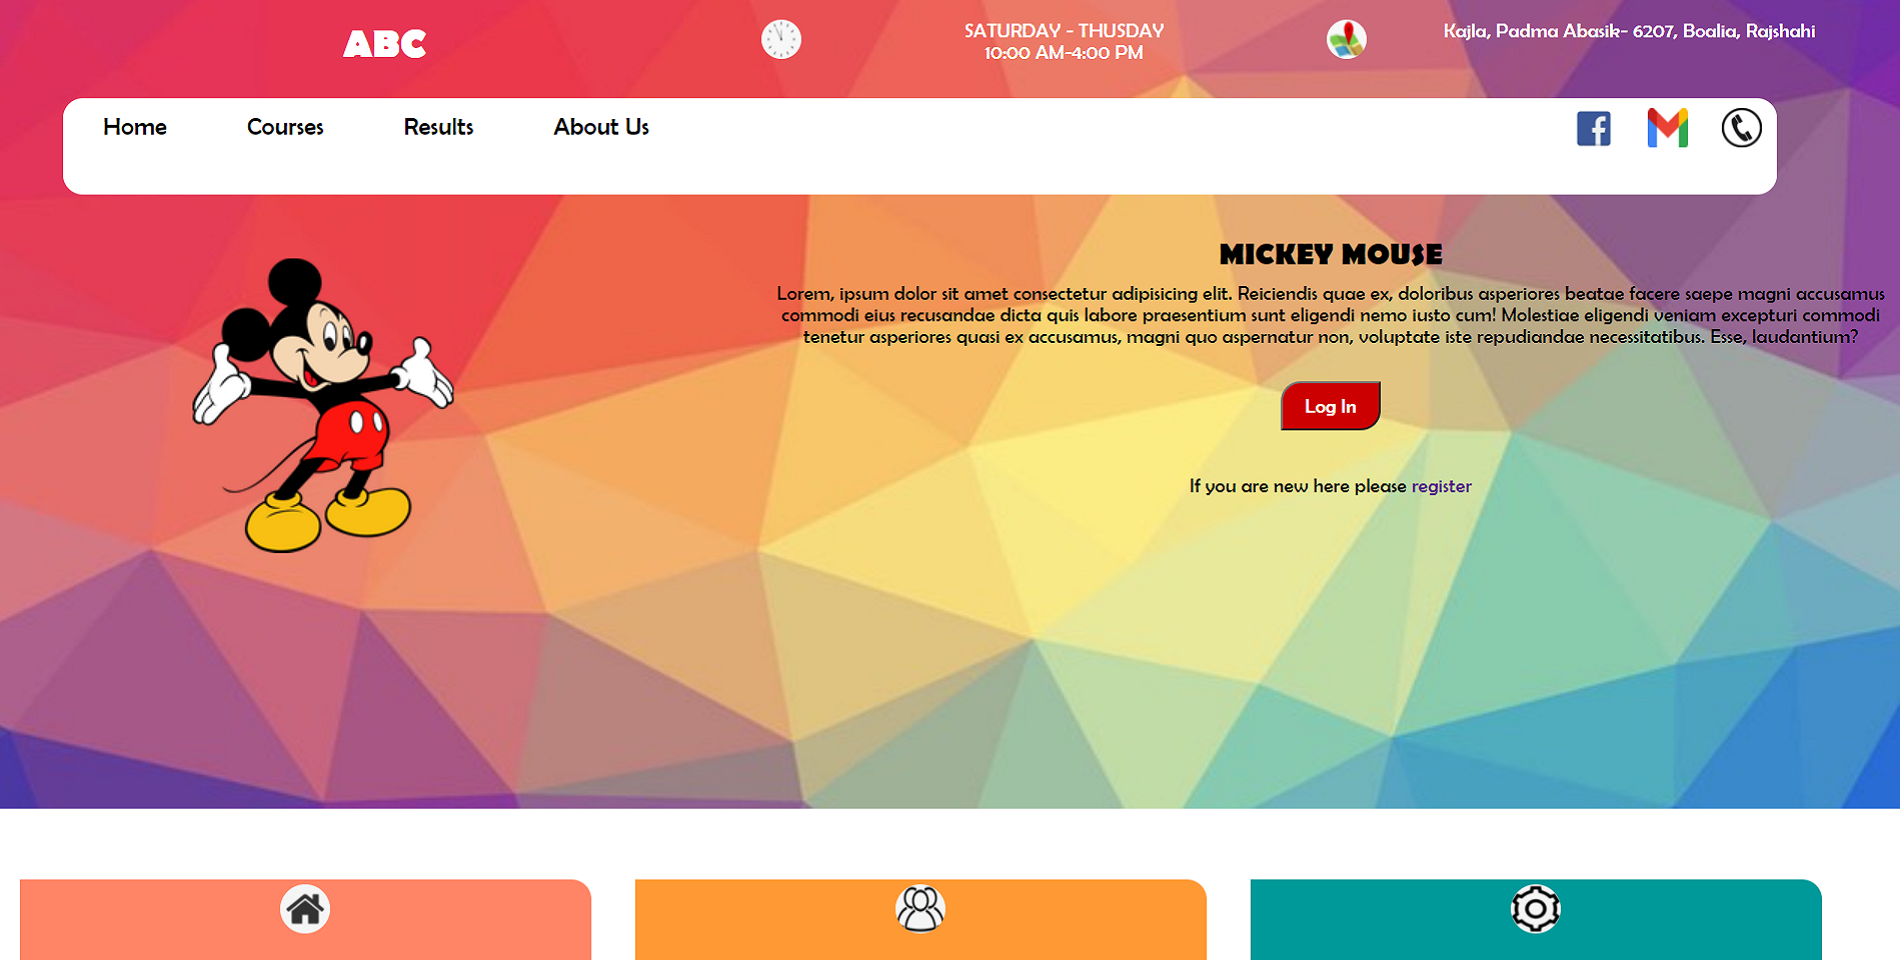 ABC
SATURDAY - THUSDAY
10:00 AM-4:00 PM
Kajla, Padma Abasik- 6207, Boalia, Rajshahi
Home
Courses
Results
About Us
MICKEY MOUSE
Lorem, ipsum dolor sit amet consectetur adipisicing elit. Reiciendis quae ex, doloribus asperiores beatae facere saepe magni accusamus
commodi eius recusandae dicta quis labore praesentium sunt eligendi nemo iusto cum! Molestiae eligendi veniam excepturi commodi
tenetur asperiores quasi ex accusamus, magni quo aspernatur non, voluptate iste repudiandae necessitatibus. Esse, laudantium?
Log In
If you are new here please register